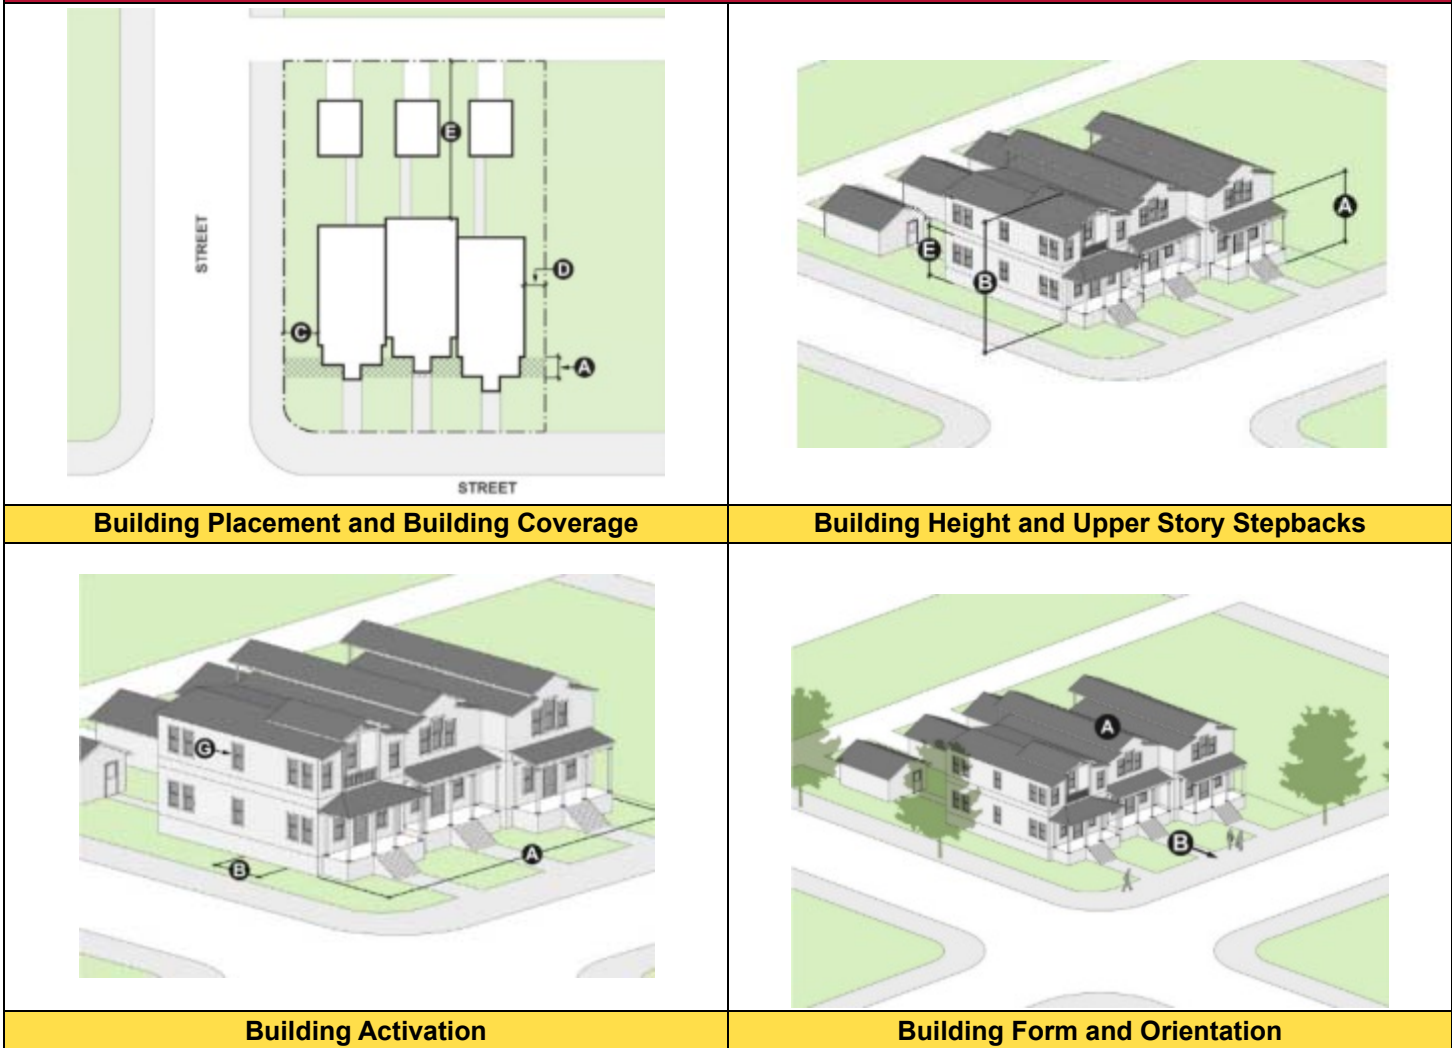 E
STREET
D
C
A
STREET
A
E
B
Building Placement and Building Coverage
Building Height and Upper Story Stepbacks
G
A
B
A
B
Building Activation
Building Form and Orientation